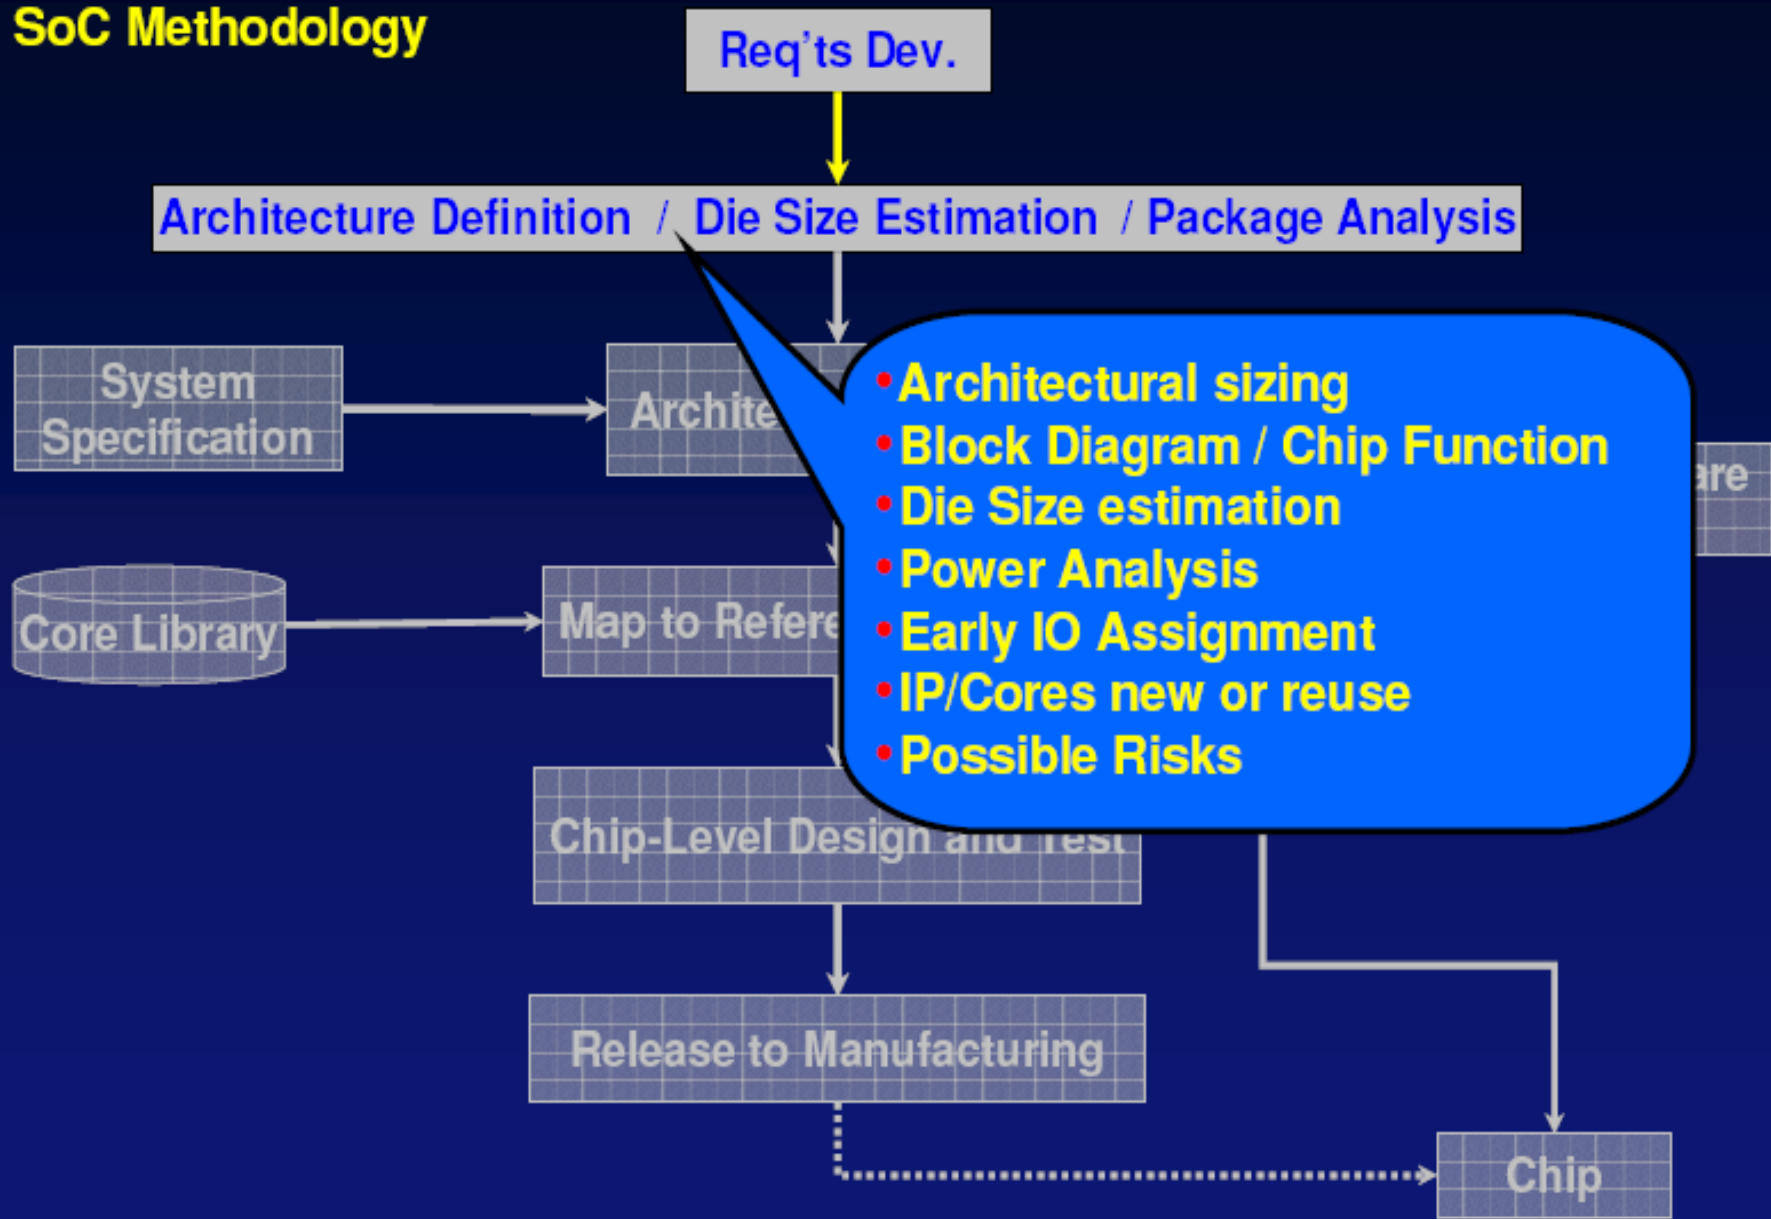 SoC Methodology
Req'ts Dev.
Architecture Definition / Die Size Estimation / Package Analysis
System
Specification
•Architectural sizing
•Block Diagram / Chip Function
•Die Size estimation
•Power Analysis
•Early IO Assignment
•IP/Cores new or reuse
•Possible Risks
Core Library
Map to
Chip-Level Design and Test
Release to Manufacturing
Chip